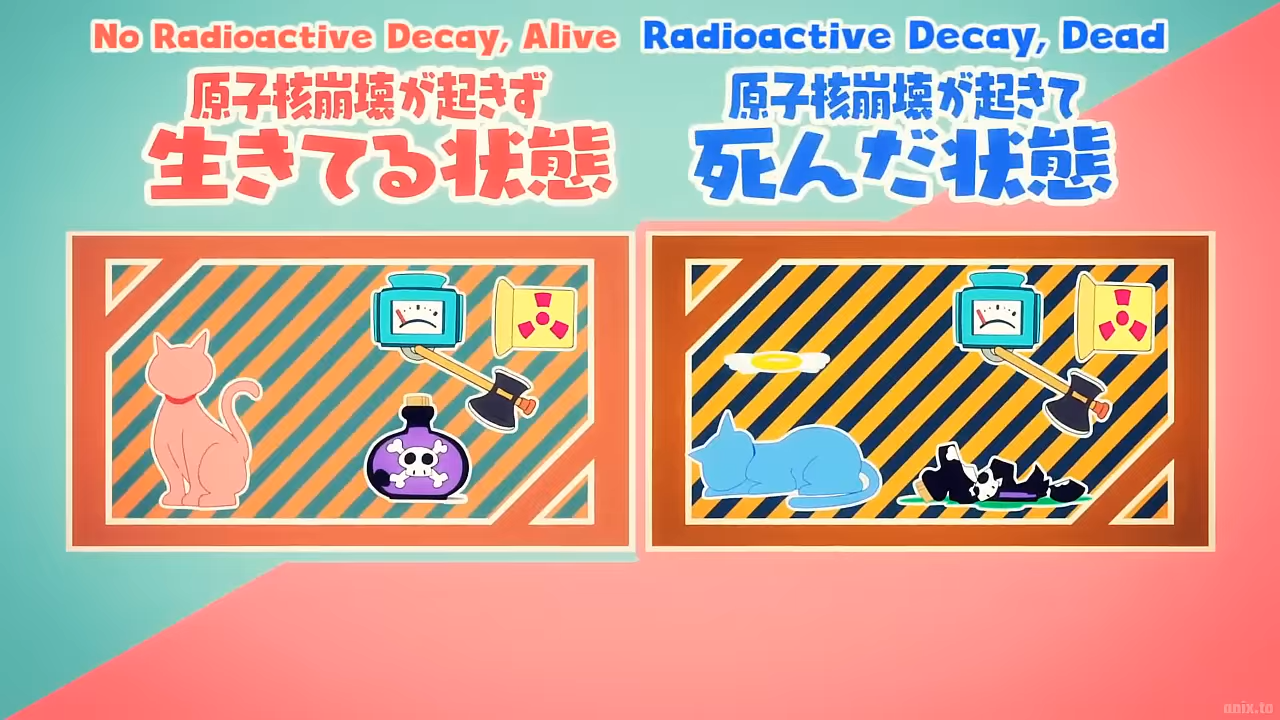 No Radioactive Decay, Alive
原子核崩壊が起きず
生きてる状態
Radioactive Decay, Dead
原子核崩壊が起きて
死んだ状態
anix.to